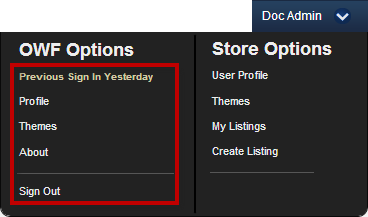 Doc Admin
OWF Options
Previous Sign In Yesterday
Profile
Themes
About
Sign Out
Store Options
User Profile
Themes
My Listings
Create Listing